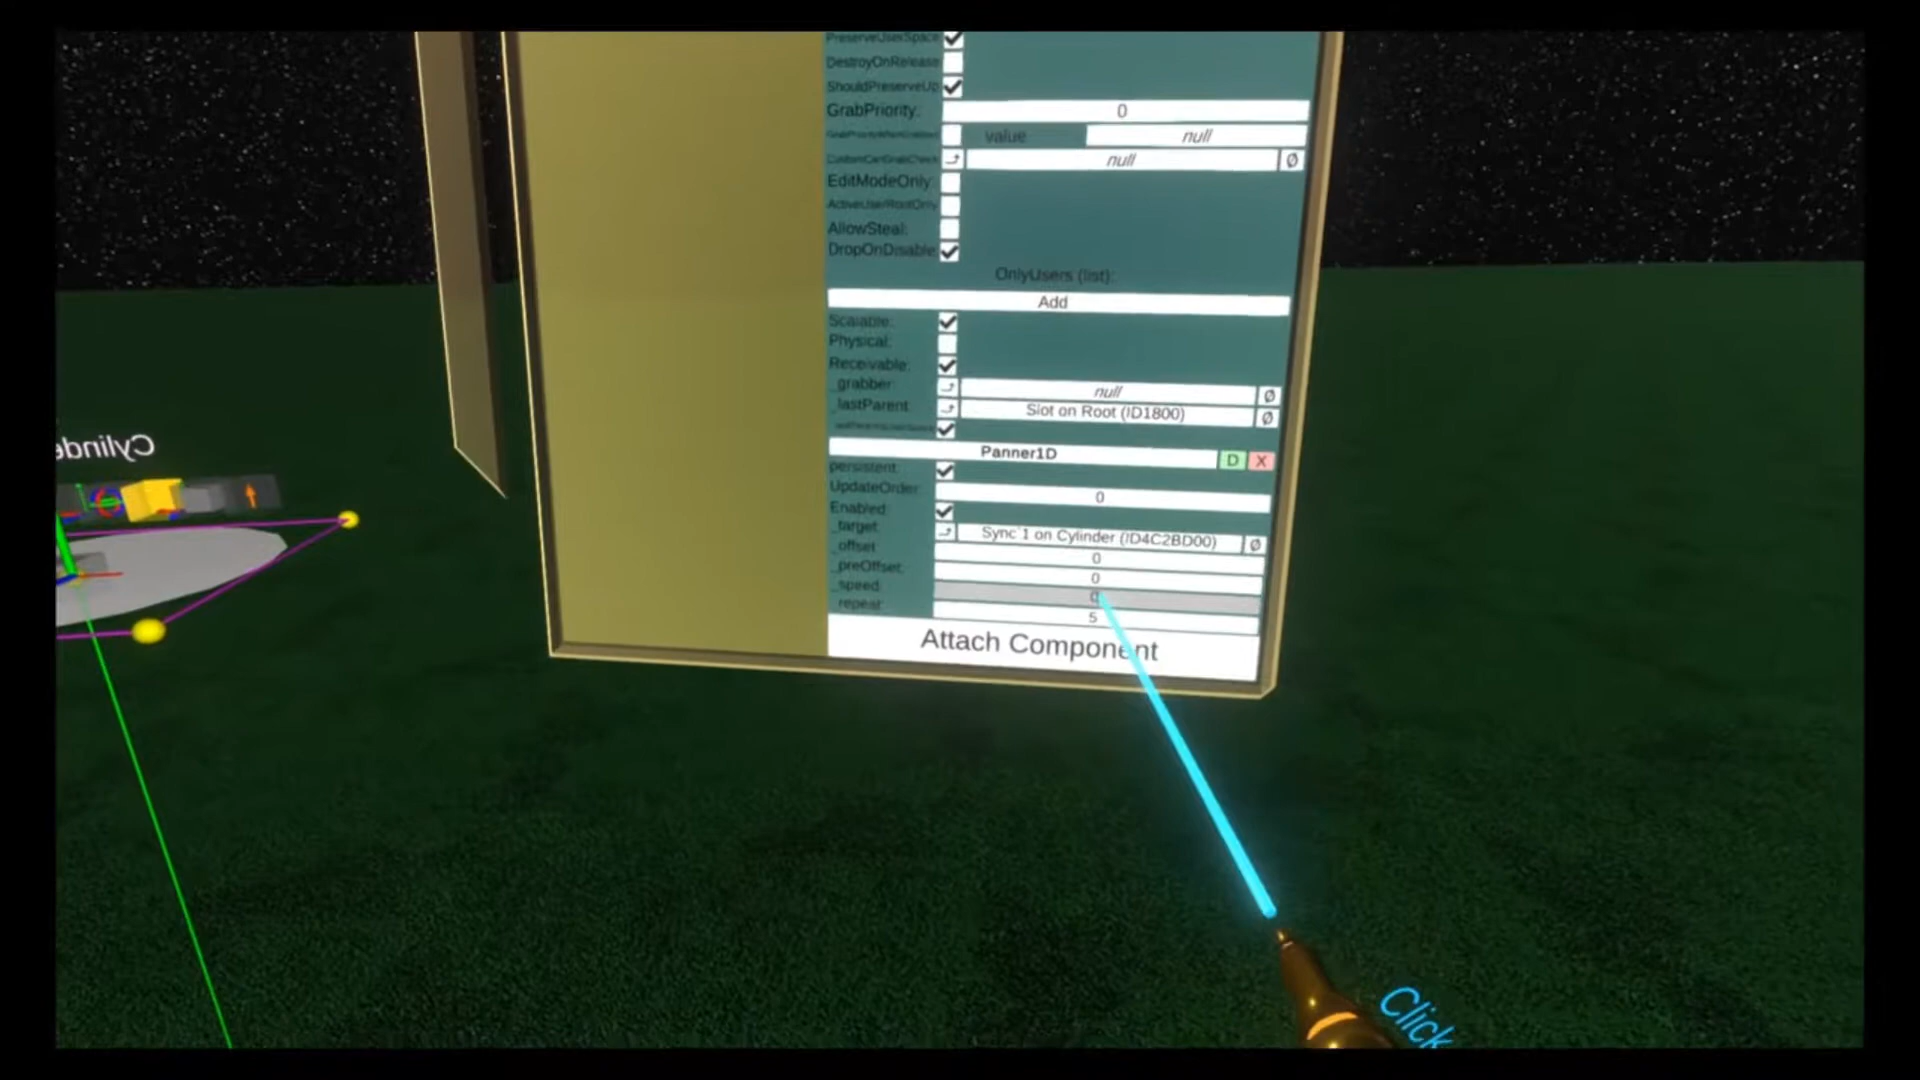 PreserveUserSpace
DestroyOnRelease
ShouldPreserveUp
GrabPriority: 0
value null
CustomCanGrabCheck null Ø
EditModeOnly:
ActiveUserRootOnly
AllowSteal:
DropOnDisable:
OnlyUsers (list):
Add
Scalable:
Physical:
Receivable:
_grabber: null Ø
_lastParent Slot on Root (ID1800) Ø
Panner1D D X
persistent:
UpdateOrder: 0
Enabled:
_target: Sync`1 on Cylinder (ID4C2BD00) Ø
_offset 0
_preOffset: 0
_speed: 0
_repeat: 5
Attach Component
Click